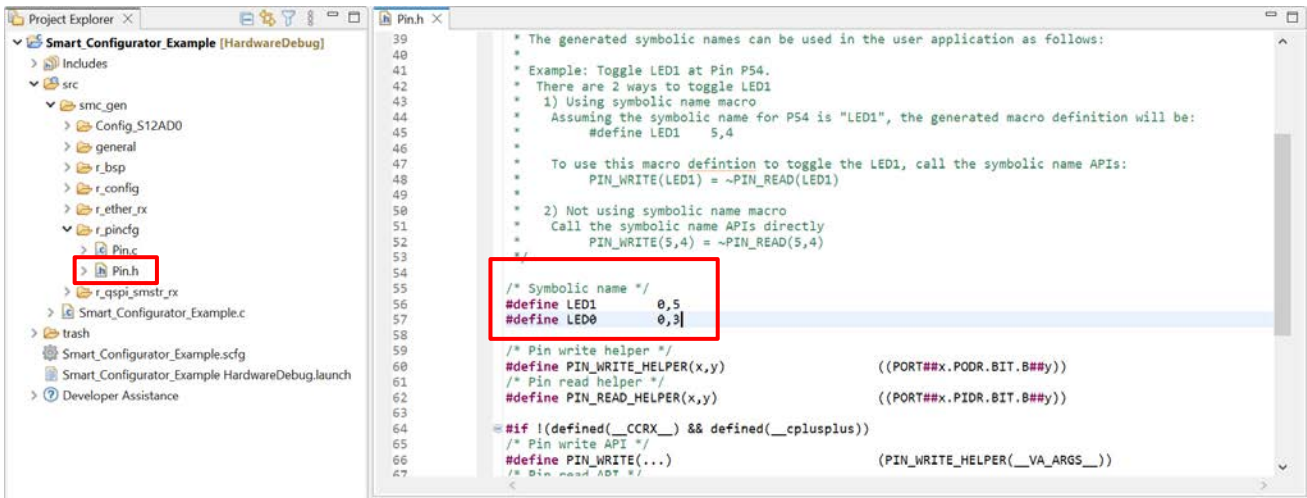 Project Explorer
Smart_Configurator_Example [HardwareDebug]
Includes
src
smc_gen
Config_S12AD0
general
r_bsp
r_config
r_ether_rx
r_pincfg
Pin.c
Pin.h
r_qspi_smstr_rx
Smart_Configurator_Example.c
trash
Smart_Configurator_Example.scfg
Smart_Configurator_Example HardwareDebug.launch
Developer Assistance
Pin.h
39 * The generated symbolic names can be used in the user application as follows:
40 *
41 * Example: Toggle LED1 at Pin P54.
42 * There are 2 ways to toggle LED1
43 * 1) Using symbolic name macro
44 * Assuming the symbolic name for P54 is "LED1", the generated macro definition will be:
45 * #define LED1 5,4
46 *
47 * To use this macro defintion to toggle the LED1, call the symbolic name APIs:
48 * PIN_WRITE(LED1) = ~PIN_READ(LED1)
49 *
50 * 2) Not using symbolic name macro
51 * Call the symbolic name APIs directly
52 * PIN_WRITE(5,4) = ~PIN_READ(5,4)
53 */
54
55 /* Symbolic name */
56 #define LED1 0,5
57 #define LED0 0,3
58
59 /* Pin write helper */
60 #define PIN_WRITE_HELPER(x,y) ((PORT##x.PODR.BIT.B##y))
61 /* Pin read helper */
62 #define PIN_READ_HELPER(x,y) ((PORT##x.PIDR.BIT.B##y))
63
64 #if !(defined(__CCRX__) && defined(__cplusplus))
65 /* Pin write API */
66 #define PIN_WRITE(...) (PIN_WRITE_HELPER(__VA_ARGS__))
67 /* Pin read API */